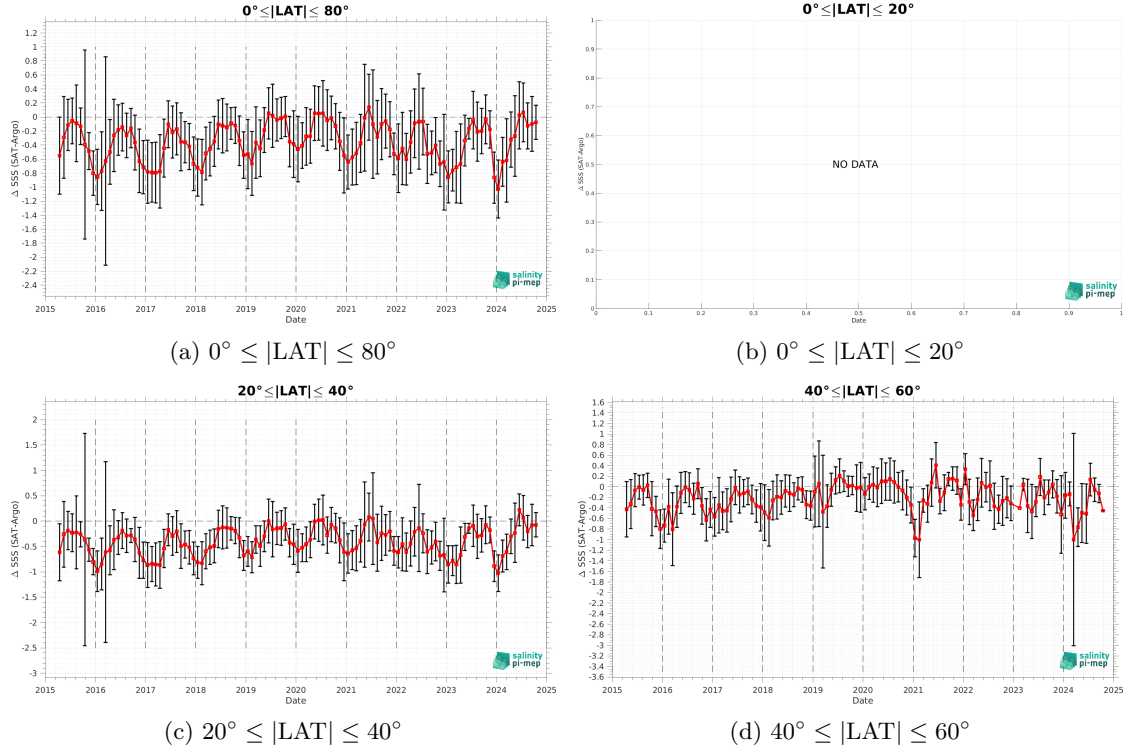 0°≤|LAT|≤ 80°
Δ SSS (SAT-Argo)
1.2
1
0.8
0.6
0.4
0.2
0
-0.2
-0.4
-0.6
-0.8
-1
-1.2
-1.4
-1.6
-1.8
-2
-2.2
-2.4
2015 2016 2017 2018 2019 2020 2021 2022 2023 2024 2025
Date
salinity
pi-mep
(a) 0° ≤ |LAT| ≤ 80°
0°≤|LAT|≤ 20°
Δ SSS (SAT-Argo)
1
0.9
0.8
0.7
0.6
0.5
0.4
0.3
0.2
0.1
0
NO DATA
0 0.1 0.2 0.3 0.4 0.5 0.6 0.7 0.8 0.9 1
Date
salinity
pi-mep
(b) 0° ≤ |LAT| ≤ 20°
20°≤|LAT|≤ 40°
Δ SSS (SAT-Argo)
2
1.5
1
0.5
0
-0.5
-1
-1.5
-2
-2.5
-3
2015 2016 2017 2018 2019 2020 2021 2022 2023 2024 2025
Date
salinity
pi-mep
(c) 20° ≤ |LAT| ≤ 40°
40°≤|LAT|≤ 60°
Δ SSS (SAT-Argo)
1.6
1.4
1.2
1
0.8
0.6
0.4
0.2
0
-0.2
-0.4
-0.6
-0.8
-1
-1.2
-1.4
-1.6
-1.8
-2
-2.2
-2.4
-2.6
-2.8
-3
-3.2
-3.4
-3.6
2015 2016 2017 2018 2019 2020 2021 2022 2023 2024 2025
Date
salinity
pi-mep
(d) 40° ≤ |LAT| ≤ 60°